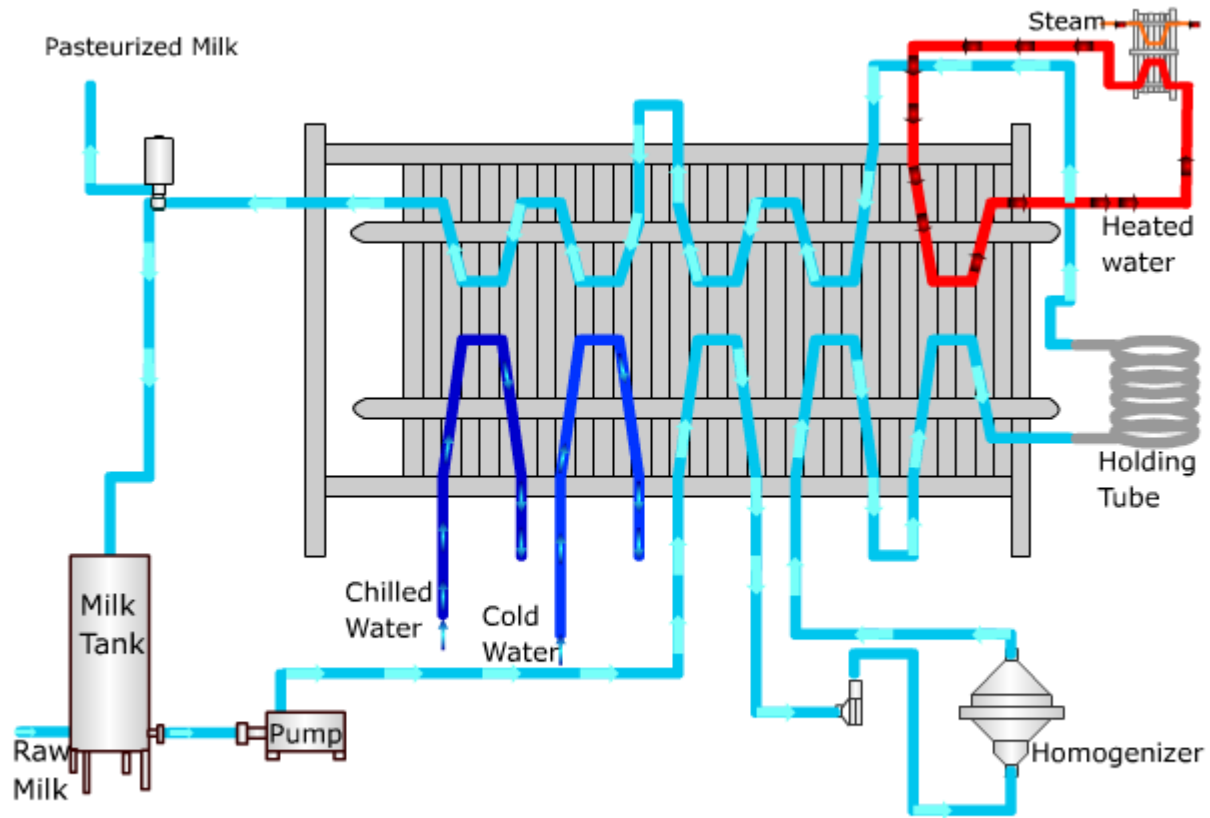 Steam
Pasteurized Milk
Heated
water
Holding
Tube
Chilled
Water
Cold
Water
Milk
Tank
Pump
Raw
Milk
Homogenizer